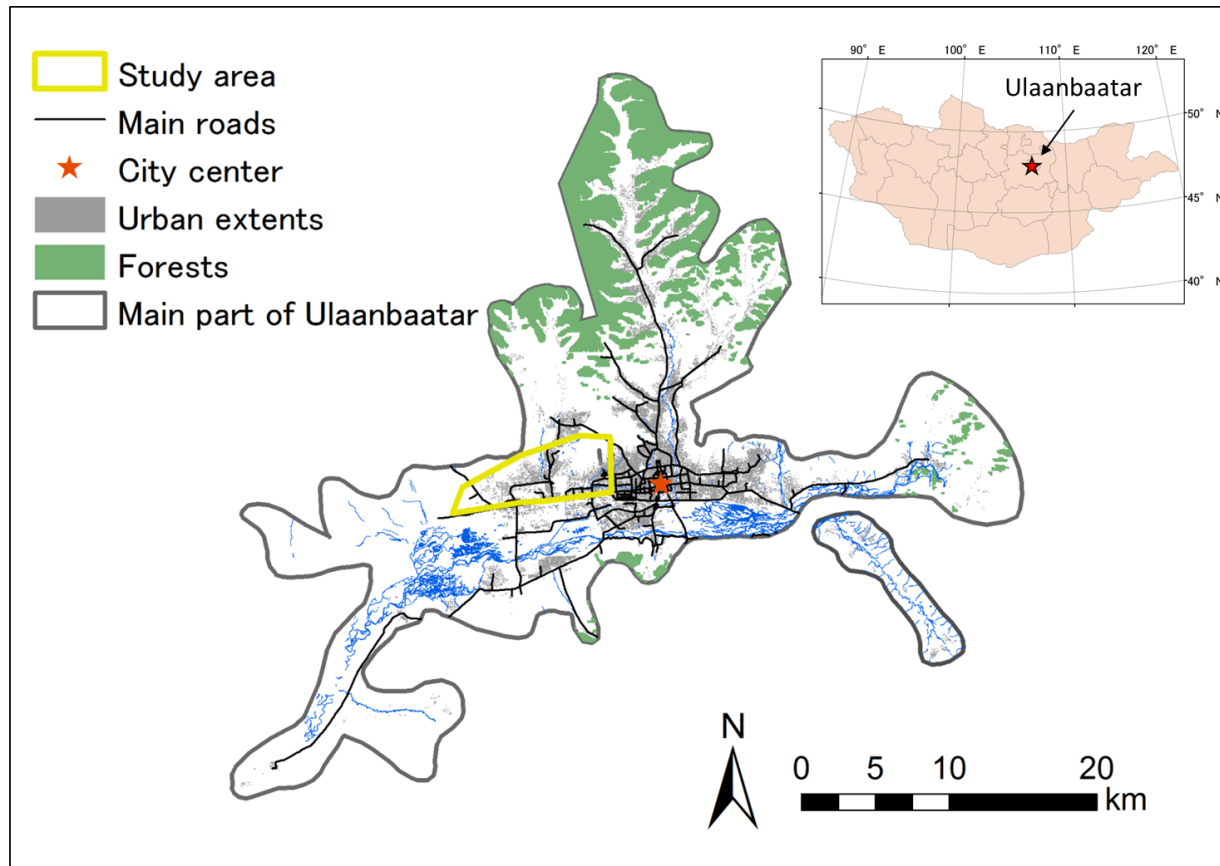 Study area
Main roads
City center
Urban extents
Forests
Main part of Ulaanbaatar
90° E 100° E 110° E 120° E
Ulaanbaatar
50° N
45° N
40° N
N
0 5 10 20
km